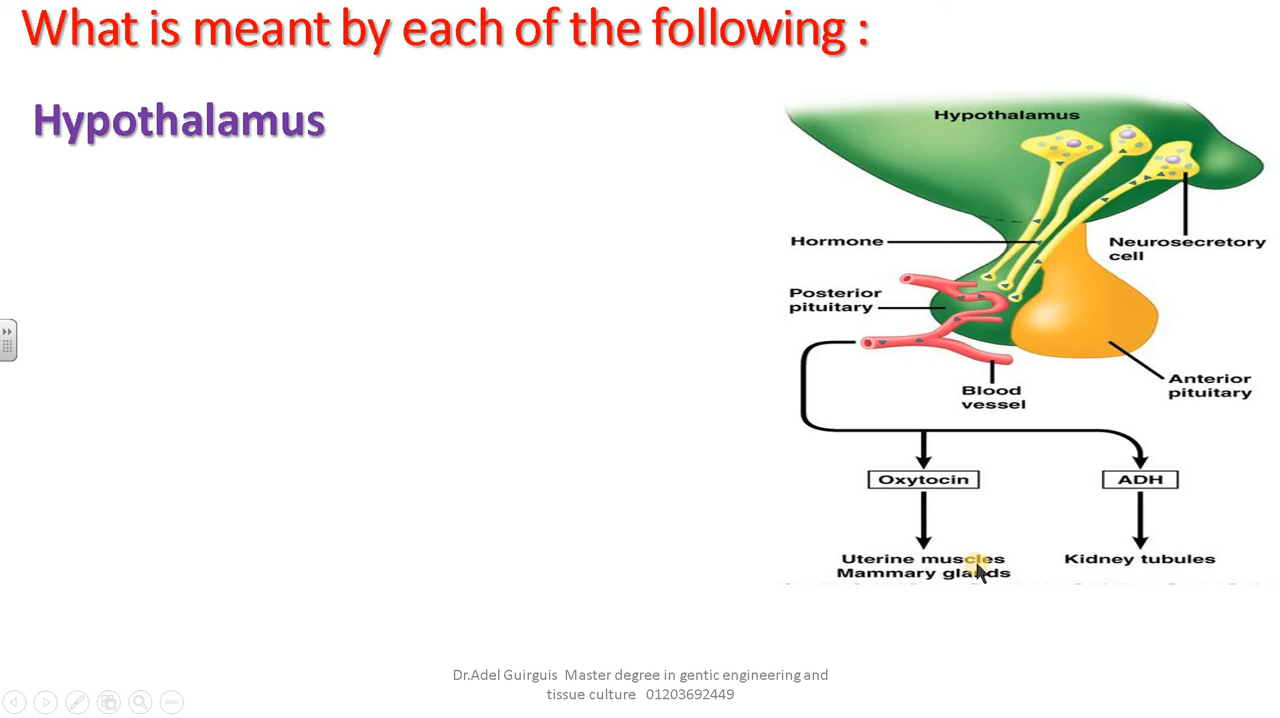 What is meant by each of the following :
Hypothalamus
Hypothalamus
Hormone
Neurosecretory
cell
Posterior
pituitary
Anterior
pituitary
Blood
vessel
Oxytocin
ADH
Uterine muscles
Mammary glands
Kidney tubules
Dr.Adel Guirguis Master degree in gentic engineering and
tissue culture 01203692449